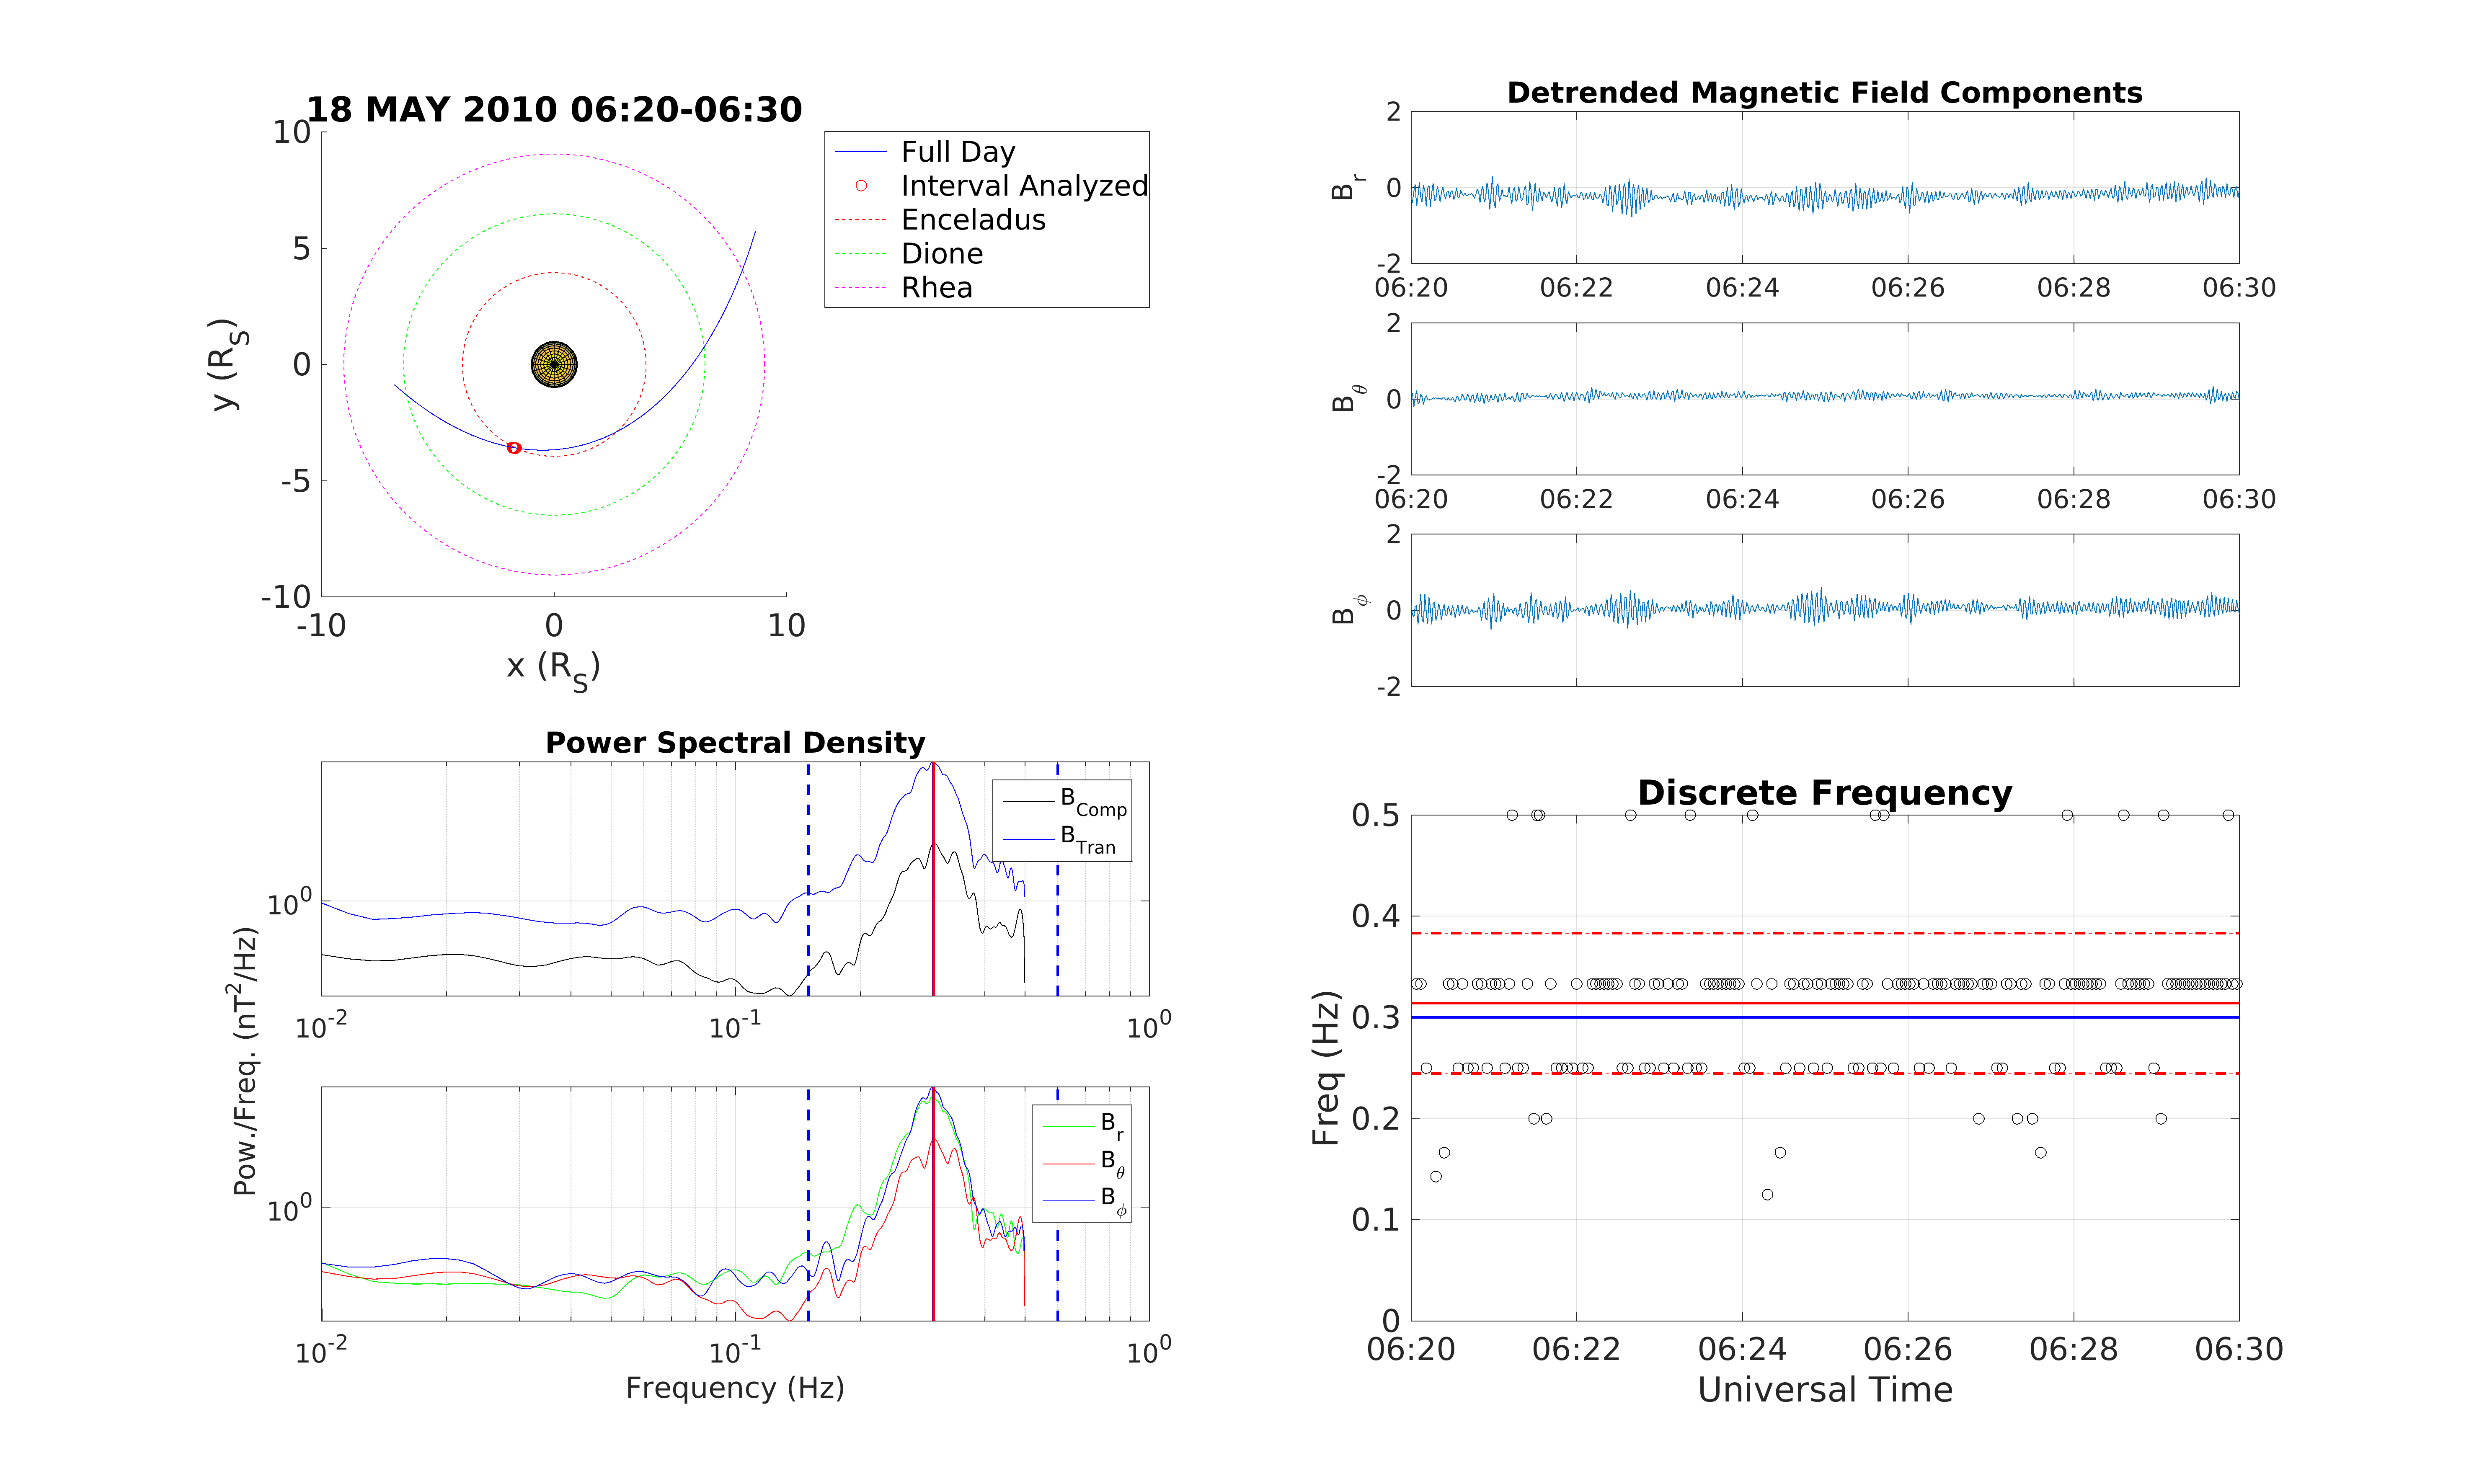 18 MAY 2010 06:20-06:30
10
5
0
-5
-10
-10
0
10
y (R_S)
x (R_S)
Full Day
Interval Analyzed
Enceladus
Dione
Rhea
Detrended Magnetic Field Components
2
0
-2
B_r
06:20
06:22
06:24
06:26
06:28
06:30
2
0
-2
B_θ
06:20
06:22
06:24
06:26
06:28
06:30
2
0
-2
B_ϕ
Power Spectral Density
10^0
B_Comp
B_Tran
10^-2
10^-1
10^0
Pow./Freq. (nT^2/Hz)
10^0
B_r
B_θ
B_ϕ
10^-2
10^-1
10^0
Frequency (Hz)
Discrete Frequency
0.5
0.4
0.3
0.2
0.1
0
Freq (Hz)
06:20
06:22
06:24
06:26
06:28
06:30
Universal Time